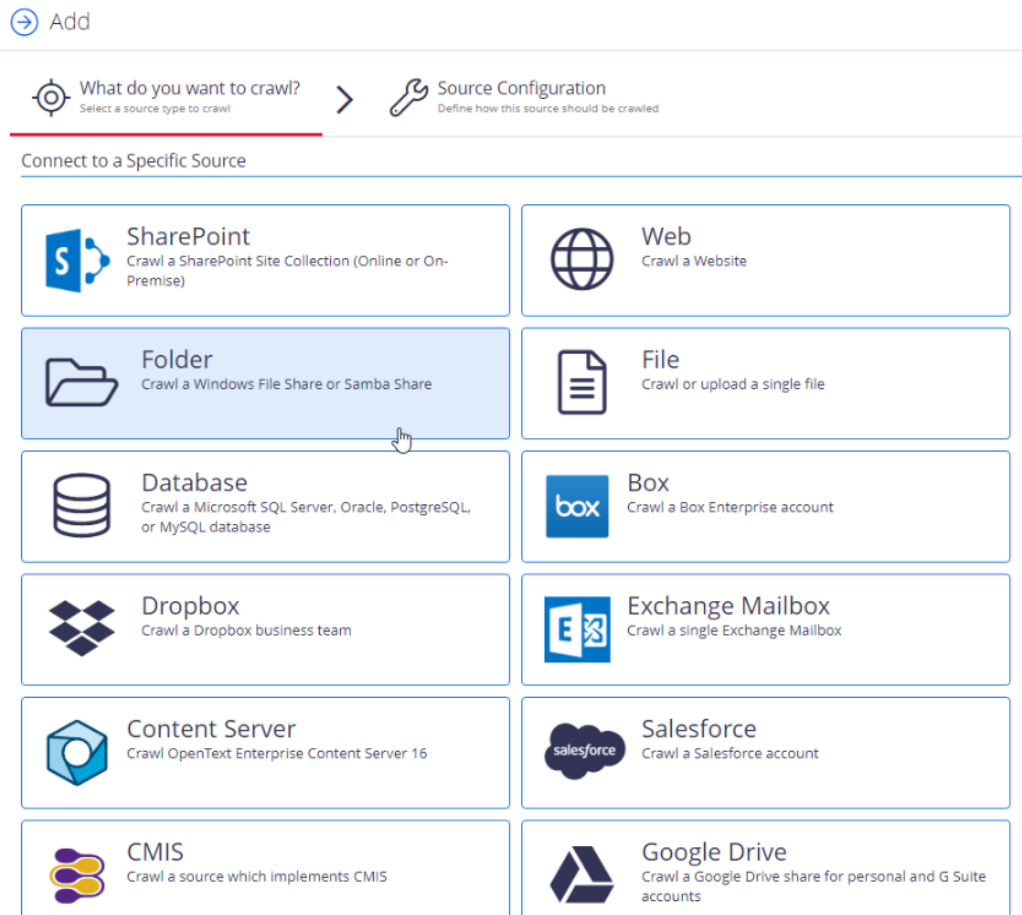 Add
What do you want to crawl?
Select a source type to crawl
Source Configuration
Define how this source should be crawled
Connect to a Specific Source
S
SharePoint
Crawl a SharePoint Site Collection (Online or On-
Premise)
Web
Crawl a Website
Folder
Crawl a Windows File Share or Samba Share
File
Crawl or upload a single file
Database
Crawl a Microsoft SQL Server, Oracle, PostgreSQL,
or MySQL database
box
Box
Crawl a Box Enterprise account
Dropbox
Crawl a Dropbox business team
E
Exchange Mailbox
Crawl a single Exchange Mailbox
Content Server
Crawl OpenText Enterprise Content Server 16
salesforce
Salesforce
Crawl a Salesforce account
CMIS
Crawl a source which implements CMIS
Google Drive
Crawl a Google Drive share for personal and G Suite
accounts